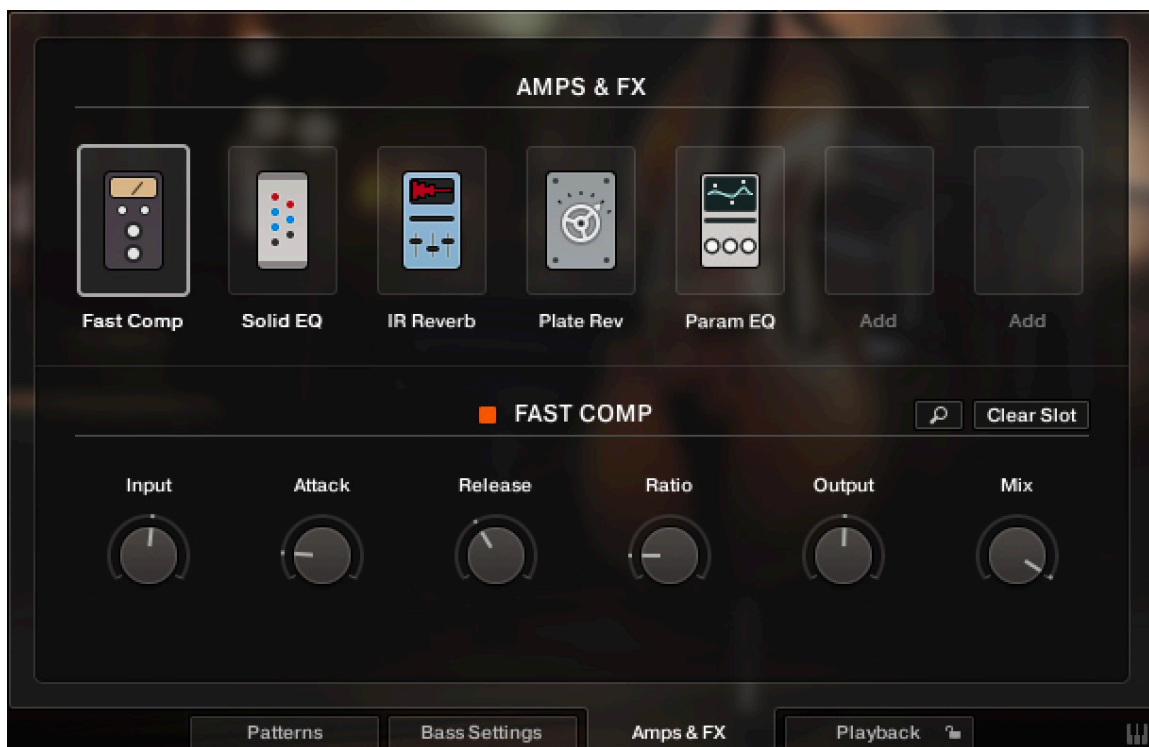 AMPS & FX
Fast Comp Solid EQ IR Reverb Plate Rev Param EQ Add Add
FAST COMP Clear Slot
Input Attack Release Ratio Output Mix
Patterns Bass Settings Amps & FX Playback